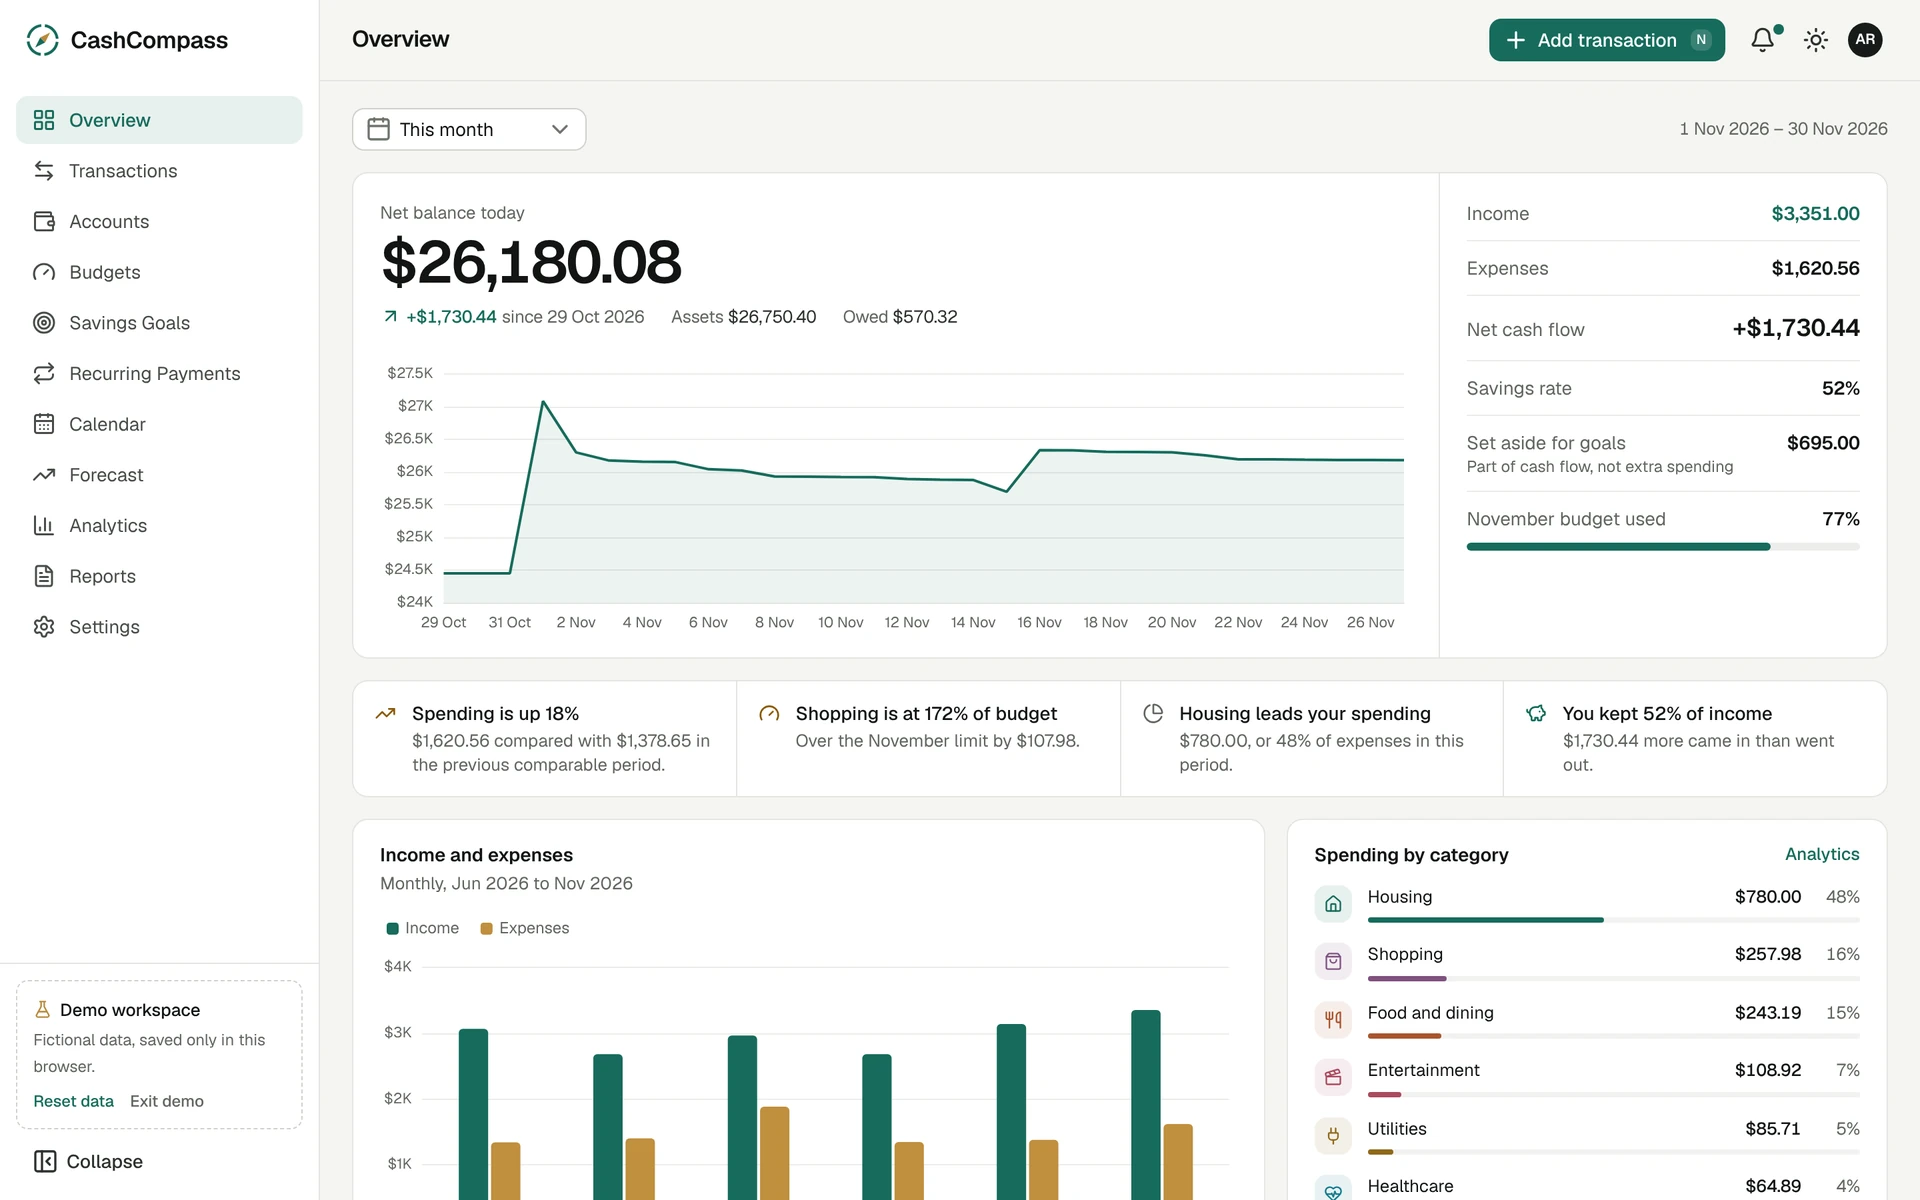 CashCompass
Overview
Transactions
Accounts
Budgets
Savings Goals
Recurring Payments
Calendar
Forecast
Analytics
Reports
Settings
Demo workspace
Fictional data, saved only in this
browser.
Reset data Exit demo
Collapse
Overview
Add transaction N
AR
This month
1 Nov 2026 – 30 Nov 2026
Net balance today
$26,180.08
+$1,730.44 since 29 Oct 2026 Assets $26,750.40 Owed $570.32
$27.5K
$27K
$26.5K
$26K
$25.5K
$25K
$24.5K
$24K
29 Oct 31 Oct 2 Nov 4 Nov 6 Nov 8 Nov 10 Nov 12 Nov 14 Nov 16 Nov 18 Nov 20 Nov 22 Nov 24 Nov 26 Nov
Income $3,351.00
Expenses $1,620.56
Net cash flow +$1,730.44
Savings rate 52%
Set aside for goals $695.00
Part of cash flow, not extra spending
November budget used 77%
Spending is up 18%
$1,620.56 compared with $1,378.65 in
the previous comparable period.
Shopping is at 172% of budget
Over the November limit by $107.98.
Housing leads your spending
$780.00, or 48% of expenses in this
period.
You kept 52% of income
$1,730.44 more came in than went
out.
Income and expenses
Monthly, Jun 2026 to Nov 2026
Income Expenses
$4K
$3K
$2K
$1K
Spending by category Analytics
Housing $780.00 48%
Shopping $257.98 16%
Food and dining $243.19 15%
Entertainment $108.92 7%
Utilities $85.71 5%
Healthcare $64.89 4%